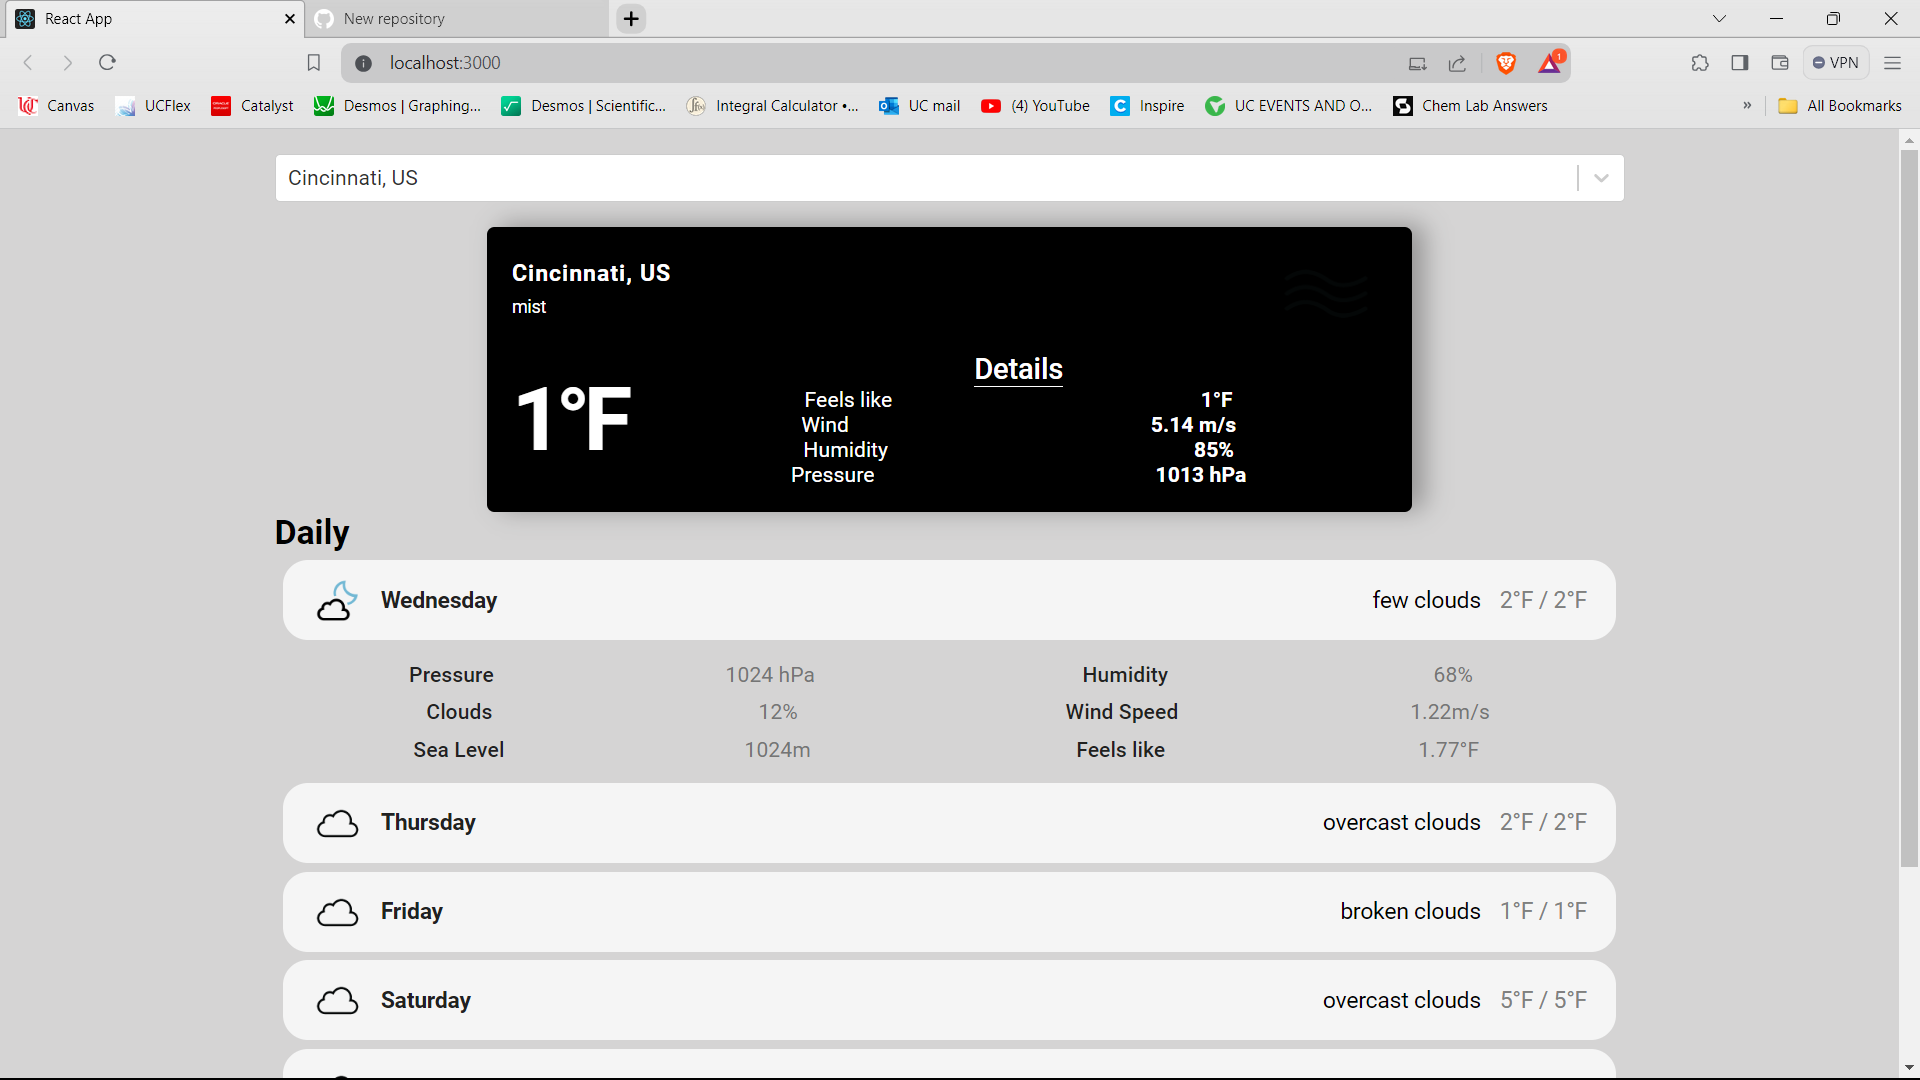 React App
New repository
localhost:3000
1
VPN
Canvas
UCFlex
Catalyst
Desmos | Graphing...
Desmos | Scientific...
Integral Calculator •...
UC mail
(4) YouTube
Inspire
UC EVENTS AND O...
Chem Lab Answers
»
All Bookmarks
Cincinnati, US
Cincinnati, US
mist
1°F
Details
Feels like 1°F
Wind 5.14 m/s
Humidity 85%
Pressure 1013 hPa
Daily
Wednesday few clouds 2°F / 2°F
Pressure 1024 hPa Humidity 68%
Clouds 12% Wind Speed 1.22m/s
Sea Level 1024m Feels like 1.77°F
Thursday overcast clouds 2°F / 2°F
Friday broken clouds 1°F / 1°F
Saturday overcast clouds 5°F / 5°F